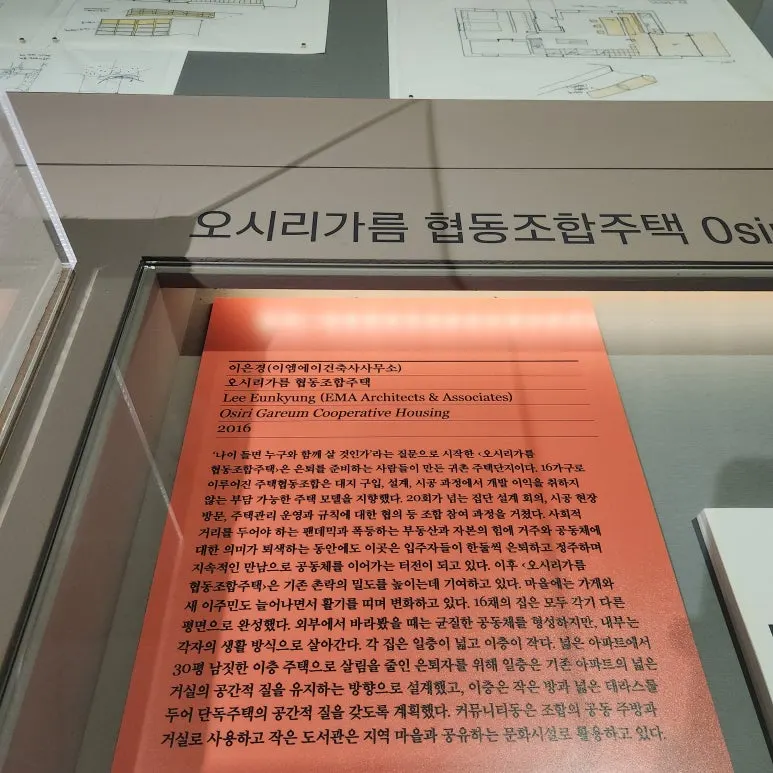 오시리가름 협동조합주택 Osi
이은경(이엠에이건축사사무소)
오시리가름 협동조합주택
Lee Eunkyung (EMA Architects & Associates)
Osiri Gareum Cooperative Housing
2016
‘나이 들면 누구와 함께 살 것인가’라는 질문으로 시작한 <오시리가름
협동조합주택>은 은퇴를 준비하는 사람들이 만든 귀촌 주택단지이다. 16가구로
이루어진 주택협동조합은 대지 구입, 설계, 시공 과정에서 개발 이익을 취하지
않는 부담 가능한 주택 모델을 지향했다. 20회가 넘는 집단 설계 회의, 시공 현장
방문, 주택관리 운영과 규칙에 대한 협의 등 조합 참여 과정을 거쳤다. 사회적
거리를 두어야 하는 팬데믹과 폭등하는 부동산과 자본의 힘에 거주와 공동체에
대한 의미가 퇴색하는 동안에도 이곳은 입주자들이 한둘씩 은퇴하고 정주하며
지속적인 만남으로 공동체를 이어가는 터전이 되고 있다. 이후 <오시리가름
협동조합주택>은 기존 촌락의 밀도를 높이는데 기여하고 있다. 마을에는 가게와
새 이주민도 늘어나면서 활기를 띠며 변화하고 있다. 16채의 집은 모두 각기 다른
평면으로 완성했다. 외부에서 바라봤을 때는 균질한 공동체를 형성하지만, 내부는
각자의 생활 방식으로 살아간다. 각 집은 일층이 넓고 이층이 작다. 넓은 아파트에서
30평 남짓한 이층 주택으로 살림을 줄인 은퇴자를 위해 일층은 기존 아파트의 넓은
거실의 공간적 질을 유지하는 방향으로 설계했고, 이층은 작은 방과 넓은 테라스를
두어 단독주택의 공간적 질을 갖도록 계획했다. 커뮤니티동은 조합의 공동 주방과
거실로 사용하고 작은 도서관은 지역 마을과 공유하는 문화시설로 활용하고 있다.